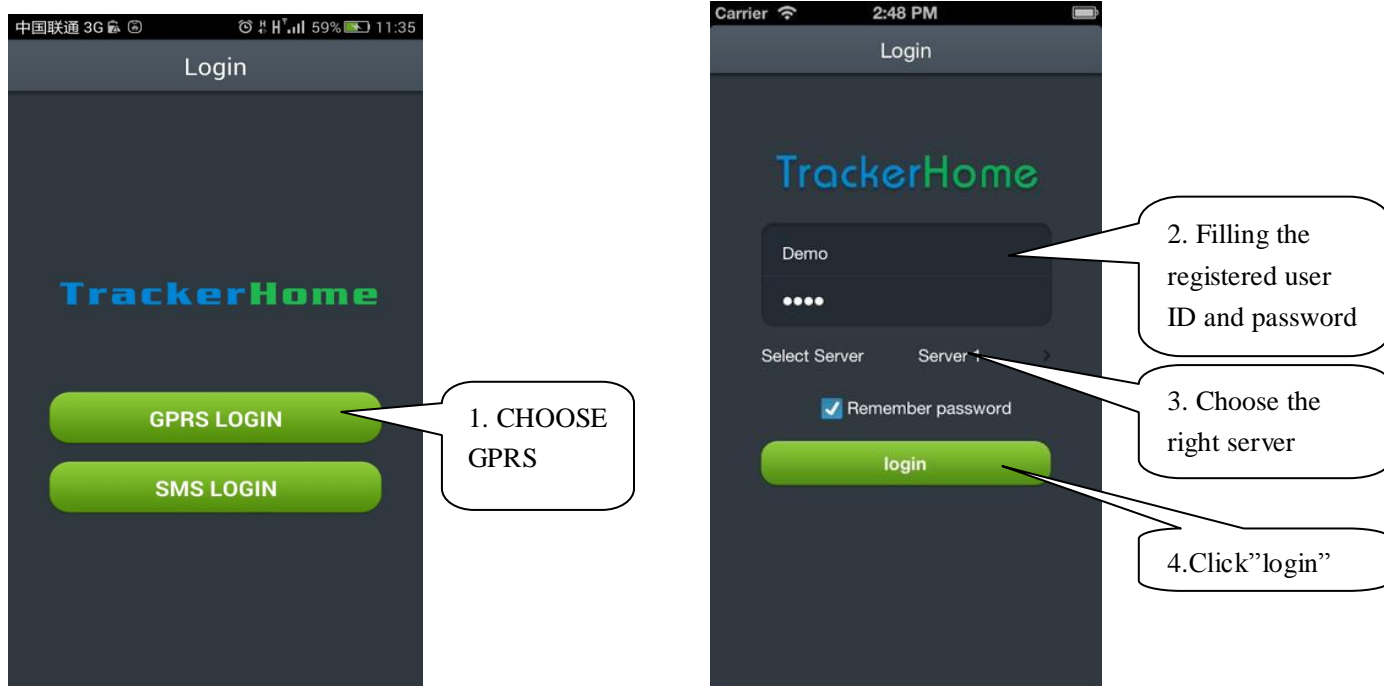 中国联通 3G 59% 11:35
Login
TrackerHome
GPRS LOGIN
SMS LOGIN
1. CHOOSE
GPRS
Carrier 2:48 PM
Login
TrackerHome
Demo
••••
Select Server Server 1 >
Remember password
login
2. Filling the
registered user
ID and password
3. Choose the
right server
4.Click”login”